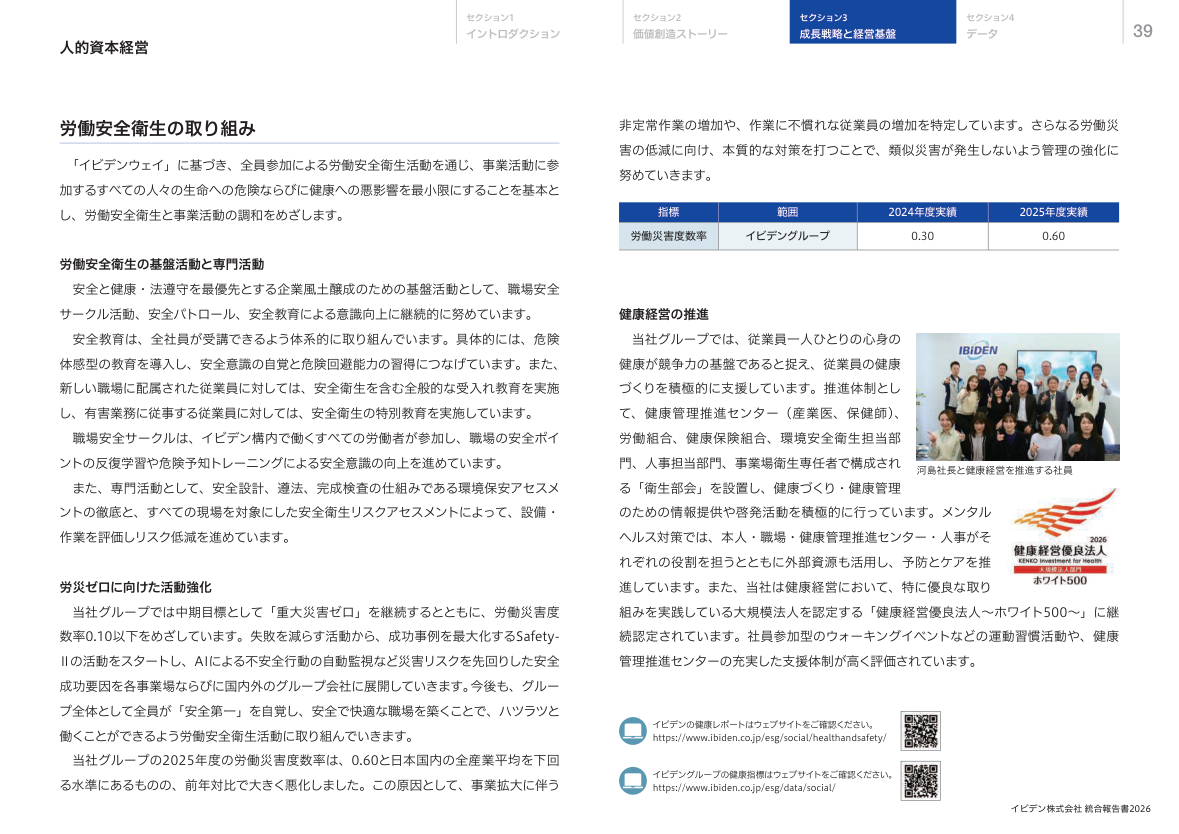 人的資本経営
セクション1
イントロダクション
セクション2
価値創造ストーリー
セクション3
成長戦略と経営基盤
セクション4
データ
39
労働安全衛生の取り組み
「イビデンウェイ」に基づき、全員参加による労働安全衛生活動を通じ、事業活動に参
加するすべての人々の生命への危険ならびに健康への悪影響を最小限にすることを基本と
し、労働安全衛生と事業活動の調和をめざします。
労働安全衛生の基盤活動と専門活動
安全と健康・法遵守を最優先とする企業風土醸成のための基盤活動として、職場安全
サークル活動、安全パトロール、安全教育による意識向上に継続的に努めています。
安全教育は、全社員が受講できるよう体系的に取り組んでいます。具体的には、危険
体感型の教育を導入し、安全意識の自覚と危険回避能力の習得につなげています。また、
新しい職場に配属された従業員に対しては、安全衛生を含む全般的な受入れ教育を実施
し、有害業務に従事する従業員に対しては、安全衛生の特別教育を実施しています。
職場安全サークルは、イビデン構内で働くすべての労働者が参加し、職場の安全ポイ
ントの反復学習や危険予知トレーニングによる安全意識の向上を進めています。
また、専門活動として、安全設計、遵法、完成検査の仕組みである環境保安アセスメ
ントの徹底と、すべての現場を対象にした安全衛生リスクアセスメントによって、設備・
作業を評価しリスク低減を進めています。
労災ゼロに向けた活動強化
当社グループでは中期目標として「重大災害ゼロ」を継続するとともに、労働災害度
数率0.10以下をめざしています。失敗を減らす活動から、成功事例を最大化するSafety-
Ⅱの活動をスタートし、AIによる不安全行動の自動監視など災害リスクを先回りした安全
成功要因を各事業場ならびに国内外のグループ会社に展開していきます。今後も、グルー
プ全体として全員が「安全第一」を自覚し、安全で快適な職場を築くことで、ハツラツと
働くことができるよう労働安全衛生活動に取り組んでいきます。
当社グループの2025年度の労働災害度数率は、0.60と日本国内の全産業平均を下回
る水準にあるものの、前年対比で大きく悪化しました。この原因として、事業拡大に伴う
非定常作業の増加や、作業に不慣れな従業員の増加を特定しています。さらなる労働災
害の低減に向け、本質的な対策を打つことで、類似災害が発生しないよう管理の強化に
努めていきます。
指標 範囲 2024年度実績 2025年度実績
労働災害度数率 イビデングループ 0.30 0.60
健康経営の推進
当社グループでは、従業員一人ひとりの心身の
健康が競争力の基盤であると捉え、従業員の健康
づくりを積極的に支援しています。推進体制とし
て、健康管理推進センター（産業医、保健師）、
労働組合、健康保険組合、環境安全衛生担当部
門、人事担当部門、事業場衛生専任者で構成され
る「衛生部会」を設置し、健康づくり・健康管理
のための情報提供や啓発活動を積極的に行っています。メンタル
ヘルス対策では、本人・職場・健康管理推進センター・人事がそ
れぞれの役割を担うとともに外部資源も活用し、予防とケアを推
進しています。また、当社は健康経営において、特に優良な取り
組みを実践している大規模法人を認定する「健康経営優良法人～ホワイト500～」に継
続認定されています。社員参加型のウォーキングイベントなどの運動習慣活動や、健康
管理推進センターの充実した支援体制が高く評価されています。
IBIDEN
河島社長と健康経営を推進する社員
2026
健康経営優良法人
KENKO Investment for Health
大規模法人部門
ホワイト500
イビデンの健康レポートはウェブサイトをご確認ください。
https://www.ibiden.co.jp/esg/social/healthandsafety/
イビデングループの健康指標はウェブサイトをご確認ください。
https://www.ibiden.co.jp/esg/data/social/
イビデン株式会社 統合報告書2026